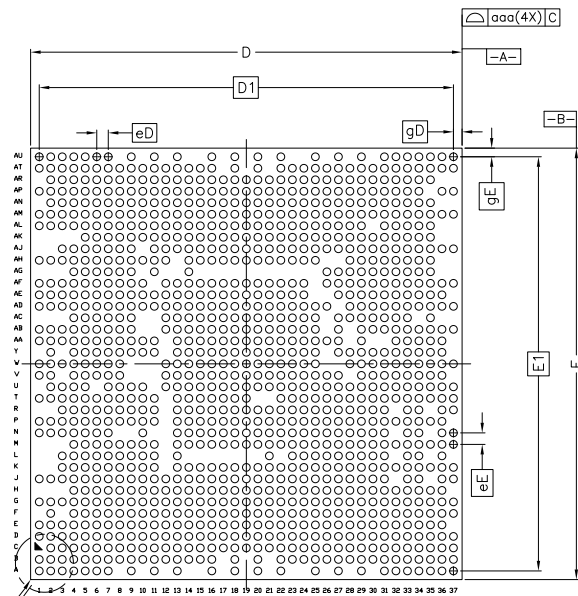 ⌓ aaa(4X) C
D
-A-
D1
-B-
eD
gD
gE
AU
AT
AR
AP
AN
AM
AL
AK
AJ
AH
AG
AF
AE
AD
AC
AB
AA
Y
W
V
U
T
R
P
N
M
L
K
J
H
G
F
E
D
C
B
A
E1
E
eE
1 2 3 4 5 6 7 8 9 10 11 12 13 14 15 16 17 18 19 20 21 22 23 24 25 26 27 28 29 30 31 32 33 34 35 36 37